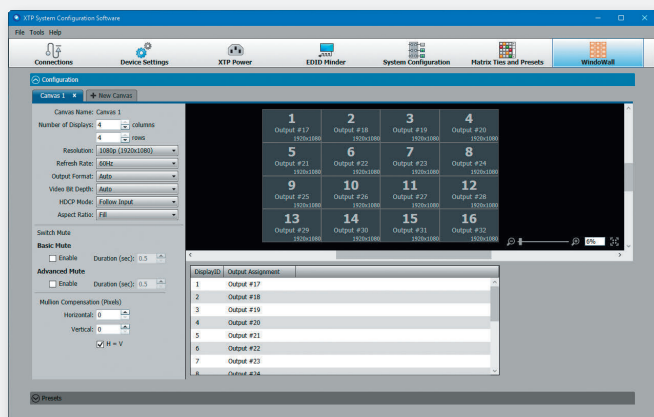 XTP System Configuration Software
File Tools Help
Connections
Device Settings
XTP Power
EDID Minder
System Configuration
Matrix Ties and Presets
WindoWall
Configuration
Canvas 1 X + New Canvas
Canvas Name: Canvas 1
Number of Displays: 4 columns
4 rows
Resolution: 1080p (1920x1080)
Refresh Rate: 60Hz
Output Format: Auto
Video Bit Depth: Auto
HDCP Mode: Follow Input
Aspect Ratio: Fill
Switch Mute
Basic Mute
Enable Duration (sec): 0.5
Advanced Mute
Enable Duration (sec): 0.5
Mullion Compensation (Pixels)
Horizontal: 0
Vertical: 0
H = V
1 2 3 4
Output #17 Output #18 Output #19 Output #20
1920x1080 1920x1080 1920x1080 1920x1080
5 6 7 8
Output #21 Output #22 Output #23 Output #24
1920x1080 1920x1080 1920x1080 1920x1080
9 10 11 12
Output #25 Output #26 Output #27 Output #28
1920x1080 1920x1080 1920x1080 1920x1080
13 14 15 16
Output #29 Output #30 Output #31 Output #32
1920x1080 1920x1080 1920x1080 1920x1080
6%
DisplayID Output Assignment
1 Output #17
2 Output #18
3 Output #19
4 Output #20
5 Output #21
6 Output #22
7 Output #23
8 Output #24
Presets